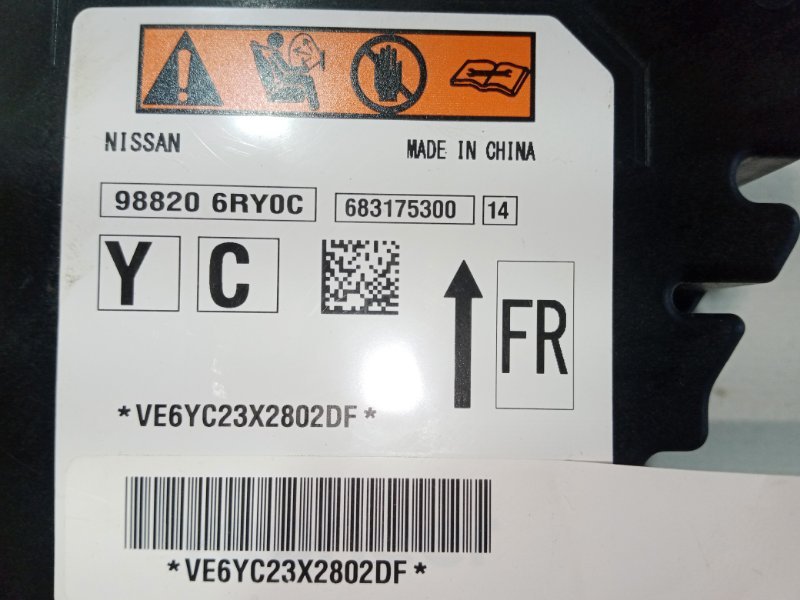 NISSAN MADE IN CHINA
98820 6RY0C 683175300 14
Y C FR
*VE6YC23X2802DF*
*VE6YC23X2802DF*